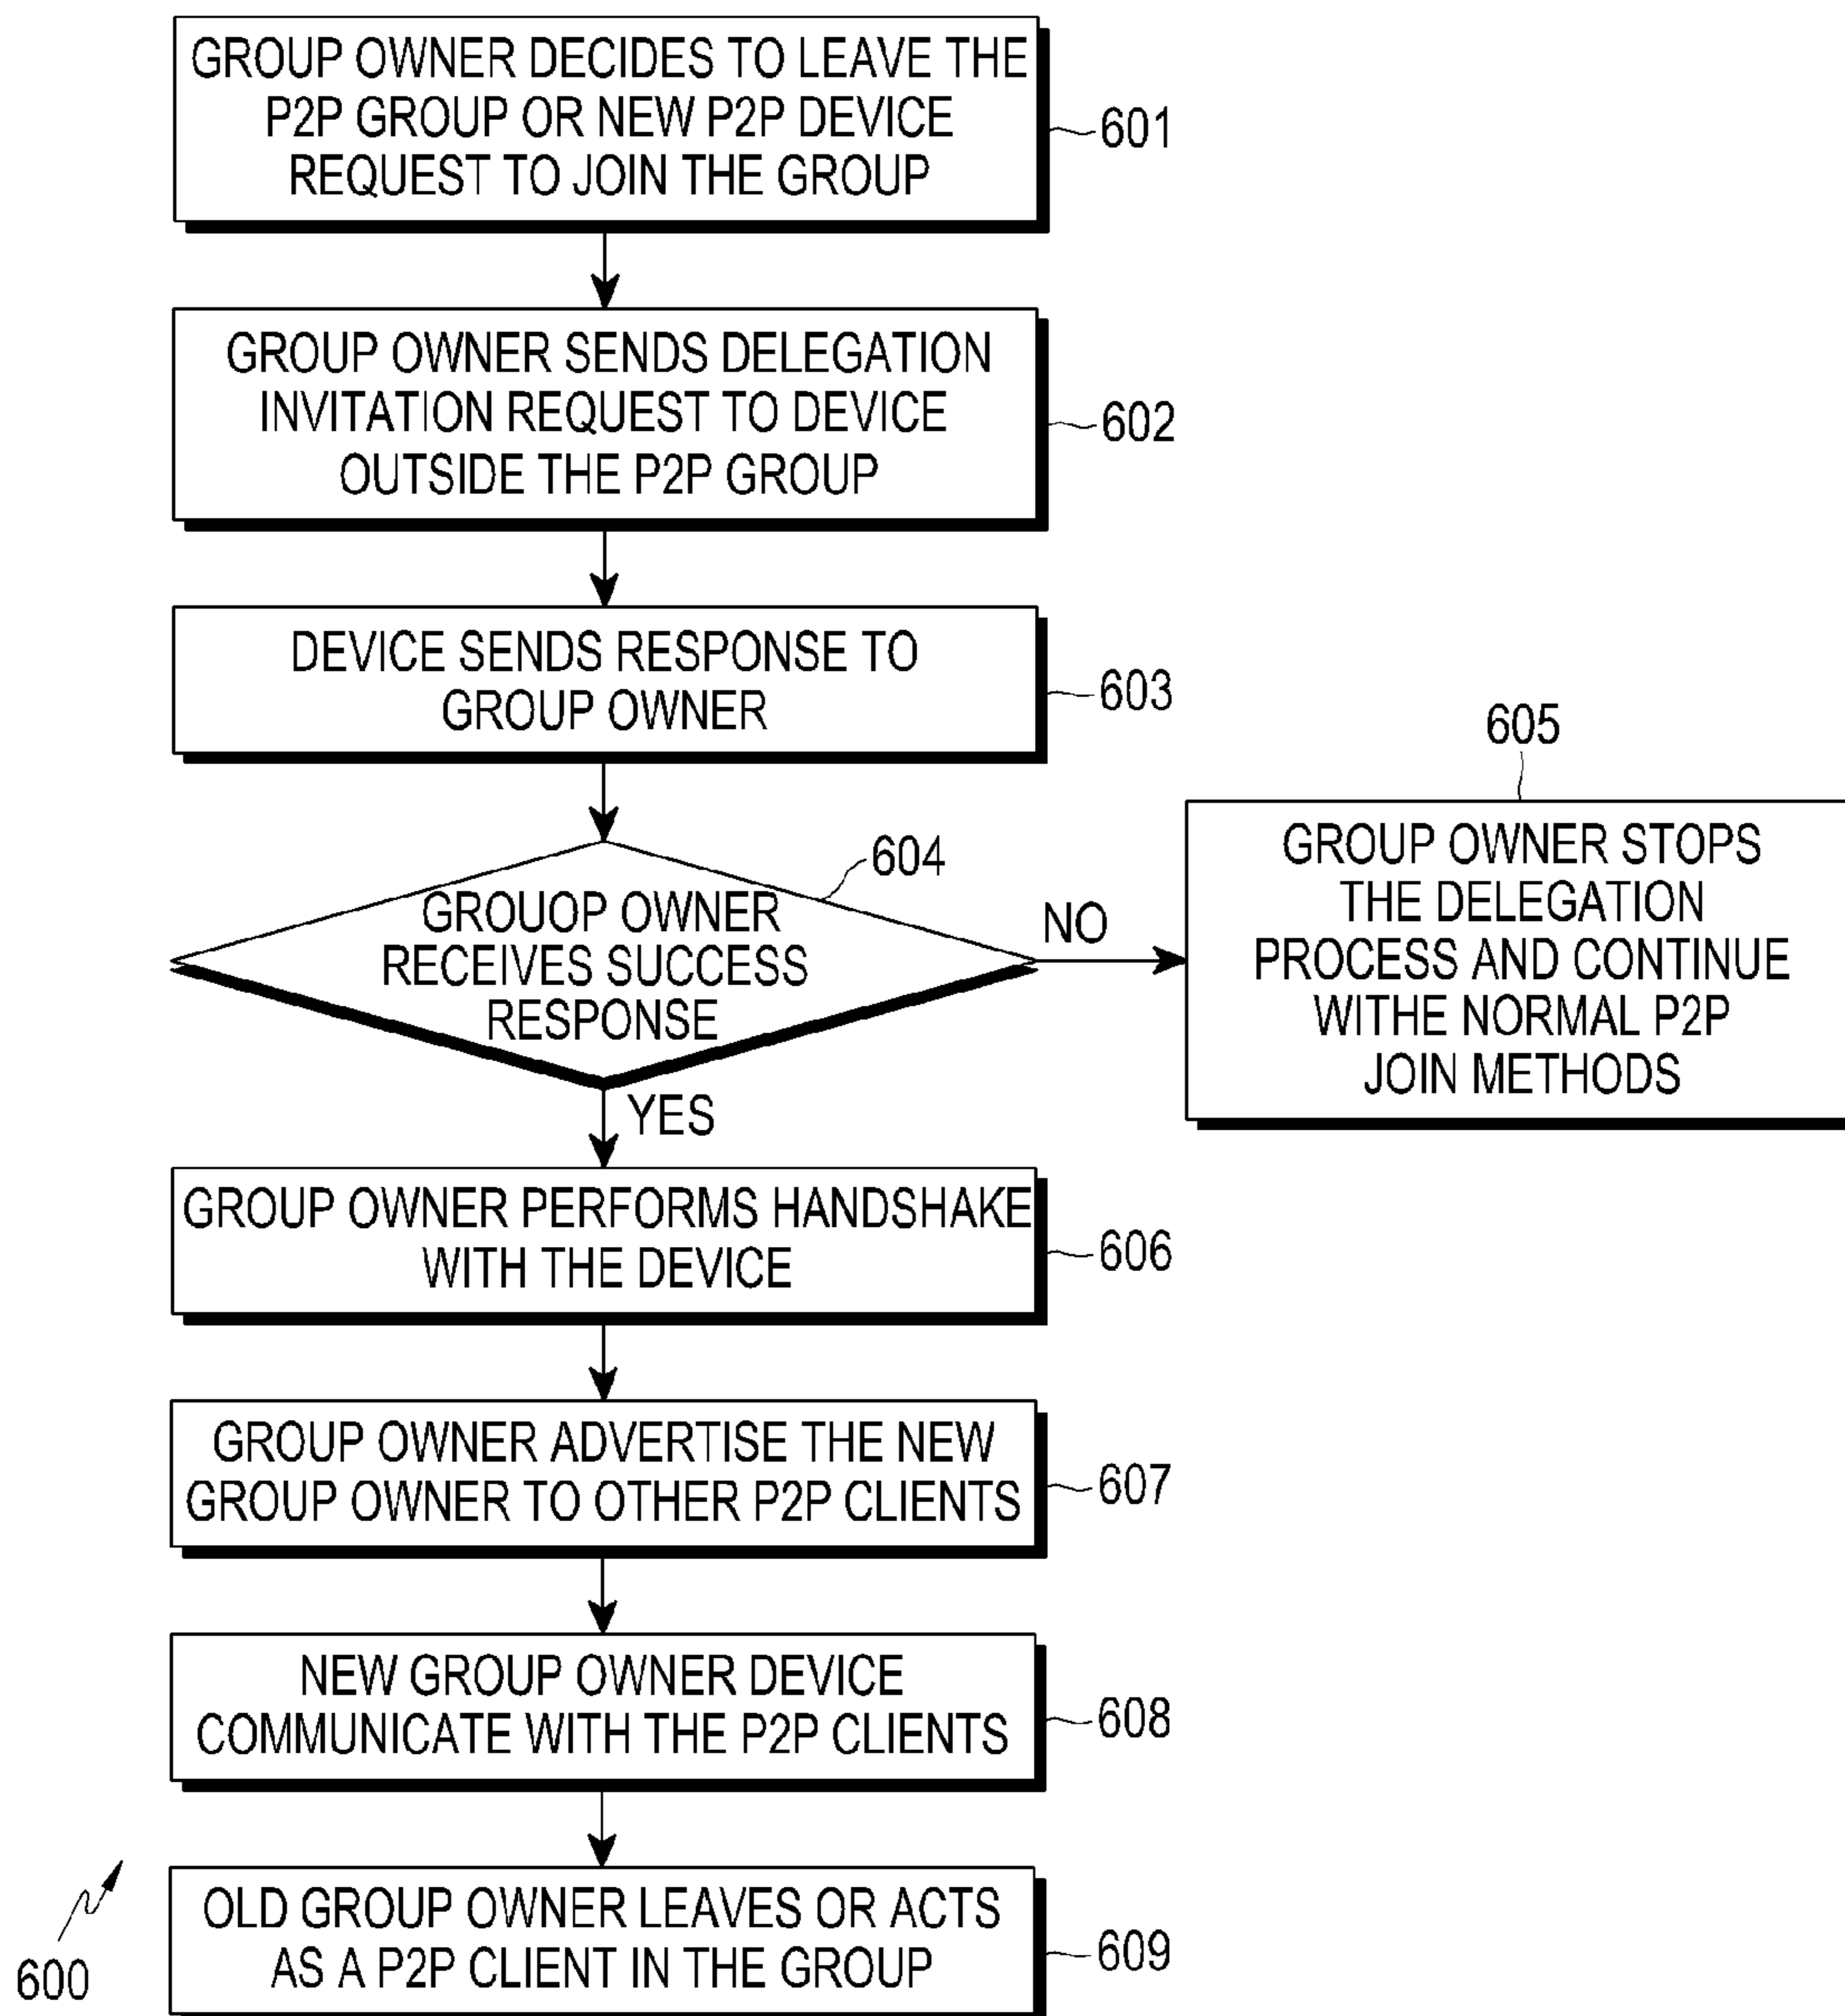 GROUP OWNER DECIDES TO LEAVE THE
P2P GROUP OR NEW P2P DEVICE
REQUEST TO JOIN THE GROUP
601
GROUP OWNER SENDS DELEGATION
INVITATION REQUEST TO DEVICE
OUTSIDE THE P2P GROUP
602
DEVICE SENDS RESPONSE TO
GROUP OWNER
603
604
GROUOP OWNER
RECEIVES SUCCESS
RESPONSE
NO
605
GROUP OWNER STOPS
THE DELEGATION
PROCESS AND CONTINUE
WITHE NORMAL P2P
JOIN METHODS
YES
GROUP OWNER PERFORMS HANDSHAKE
WITH THE DEVICE
606
GROUP OWNER ADVERTISE THE NEW
GROUP OWNER TO OTHER P2P CLIENTS
607
NEW GROUP OWNER DEVICE
COMMUNICATE WITH THE P2P CLIENTS
608
OLD GROUP OWNER LEAVES OR ACTS
AS A P2P CLIENT IN THE GROUP
609
600